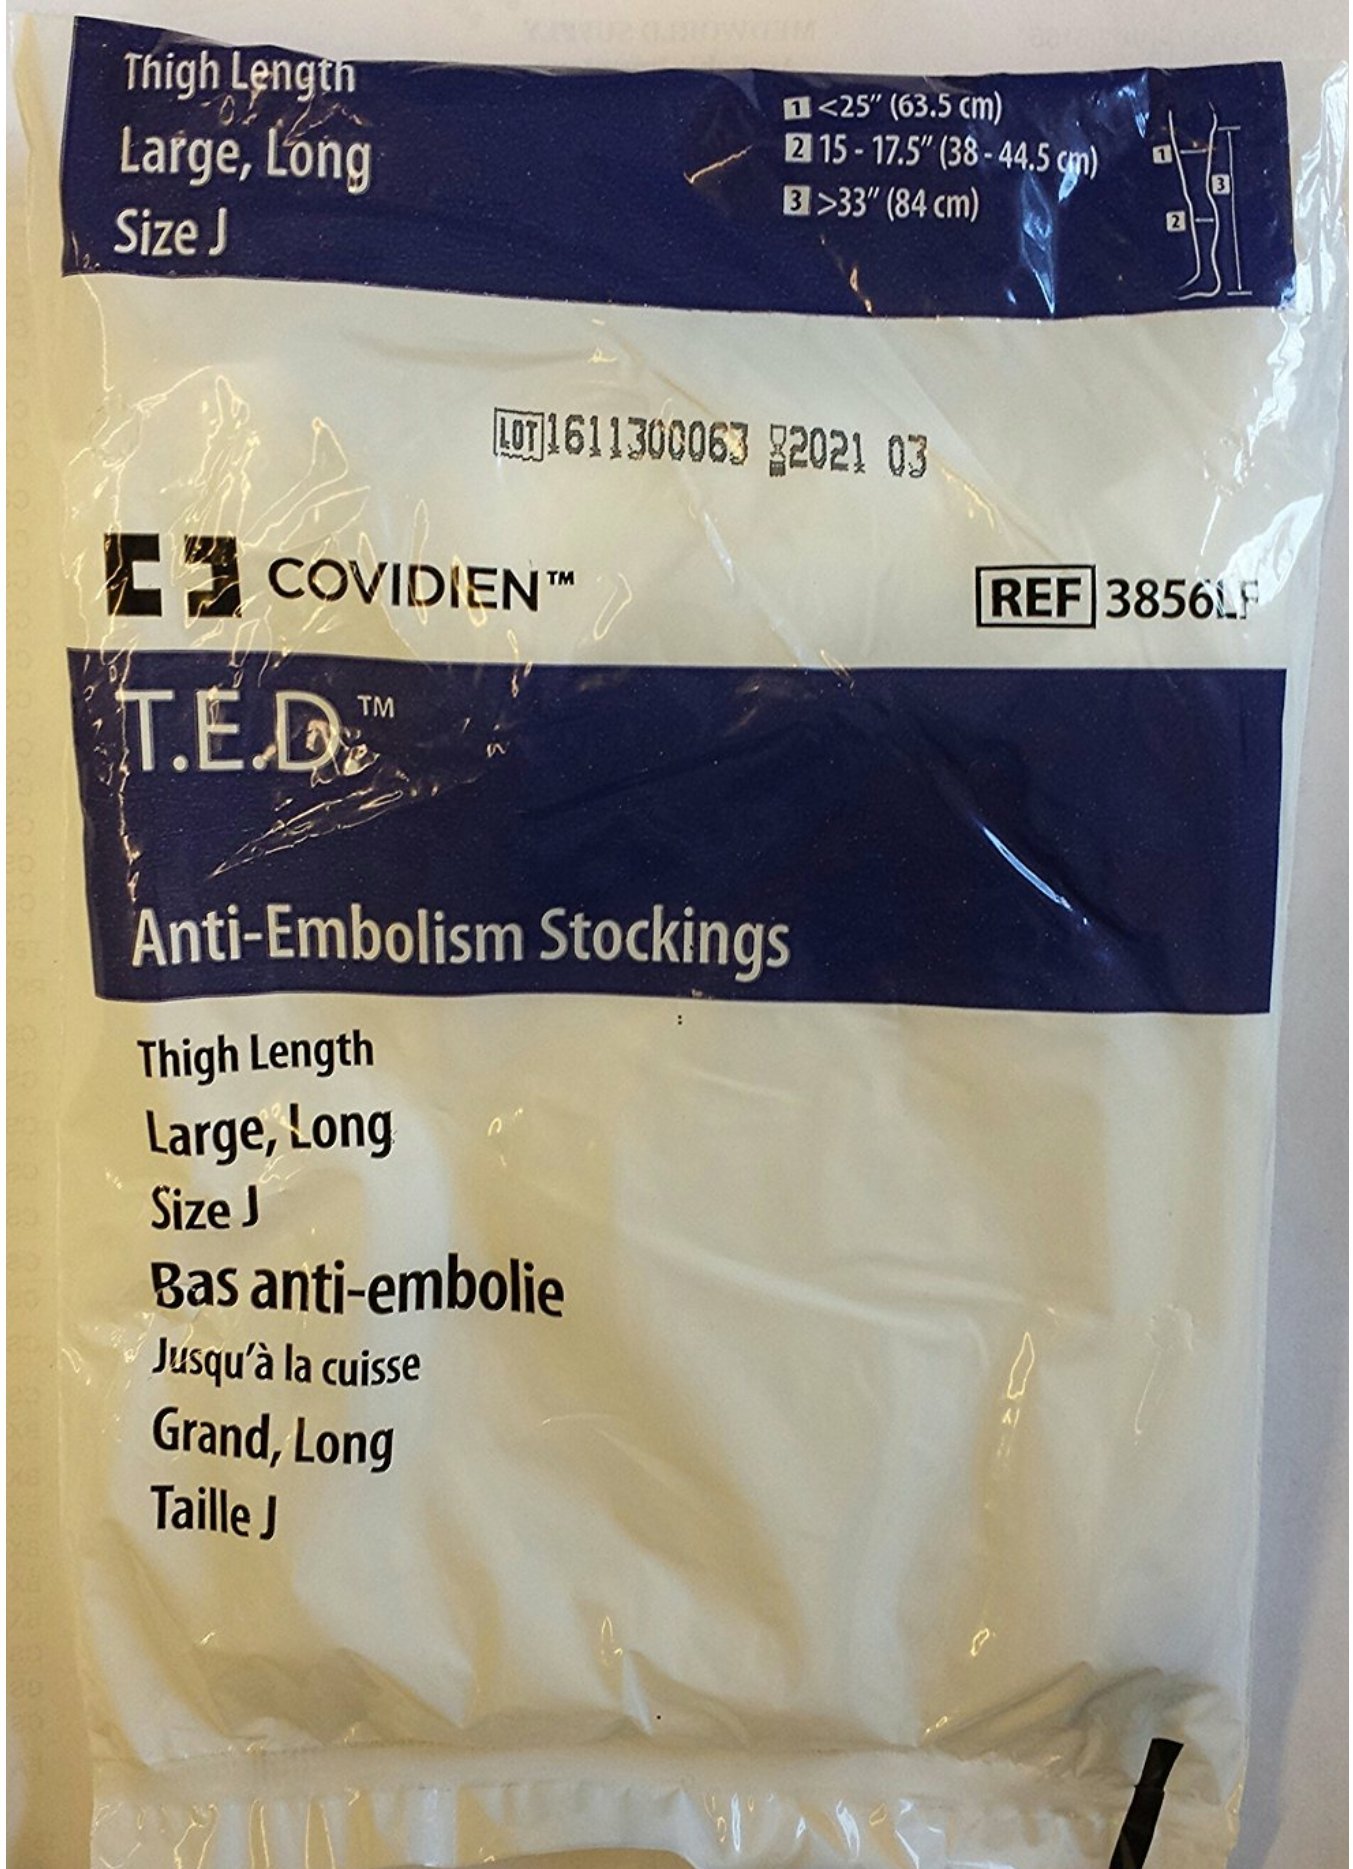 Thigh Length
Large, Long
Size J
1 <25" (63.5 cm)
2 15 - 17.5" (38 - 44.5 cm)
3 >33" (84 cm)
1
3
2
LOT 1611300063 2021 03
COVIDIEN™
REF 3856LF
T.E.D.™
Anti-Embolism Stockings
Thigh Length
Large, Long
Size J
Bas anti-embolie
Jusqu'à la cuisse
Grand, Long
Taille J